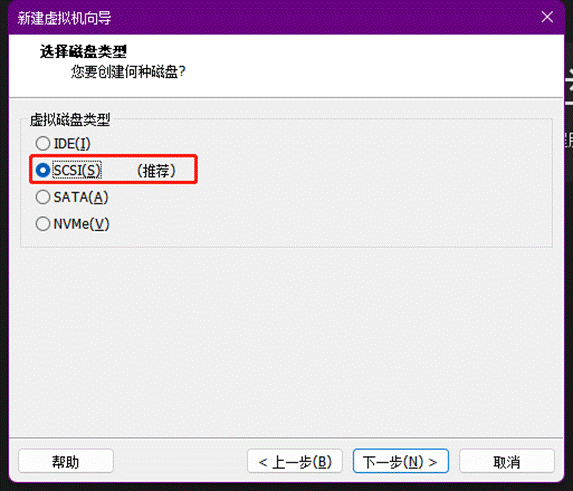 新建虚拟机向导
选择磁盘类型
您要创建何种磁盘?
虚拟磁盘类型
IDE(I)
SCSI(S) （推荐）
SATA(A)
NVMe(V)
帮助
< 上一步(B)
下一步(N) >
取消